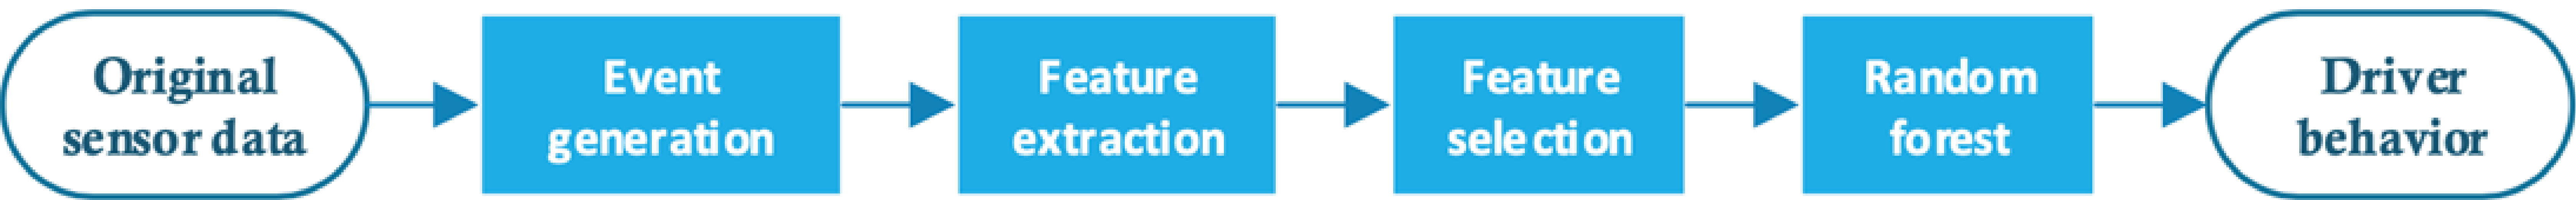 Original
sensor data
Event
generation
Feature
extraction
Feature
selection
Random
forest
Driver
behavior